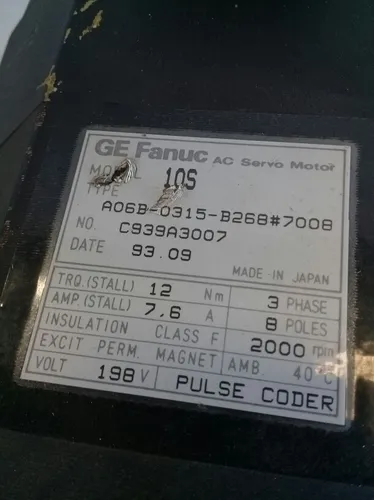 GE Fanuc AC Servo Motor
MODEL 10S
TYPE
A06B-0315-B268#7008
NO. C939A3007
DATE 93.09
MADE IN JAPAN
TRQ.(STALL) 12 Nm 3 PHASE
AMP.(STALL) 7,6 A 8 POLES
INSULATION CLASS F 2000 rpm
EXCIT PERM. MAGNET AMB. 40°C
VOLT 198 V PULSE CODER